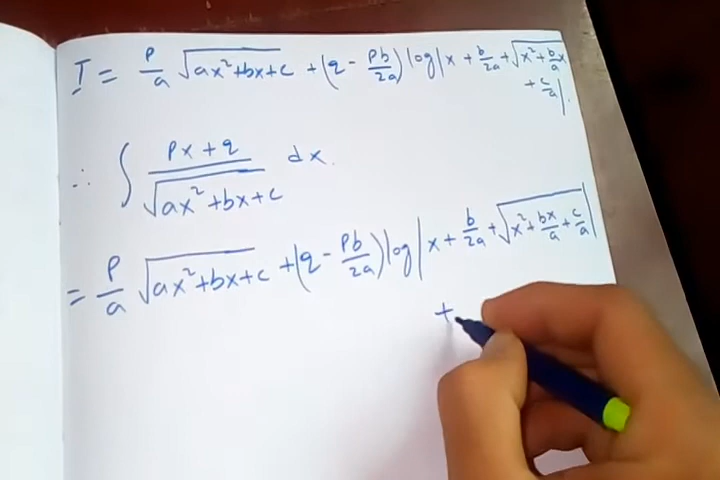 I = p/a √(ax²+bx+c) + (q - pb/2a) log|x + b/2a + √(x² + b/a x
+ c/a)|.
∴ ∫ px + q / √(ax²+bx+c) dx.
= p/a √(ax²+bx+c) + (q - pb/2a) log|x + b/2a + √(x² + bx/a + c/a)|
+